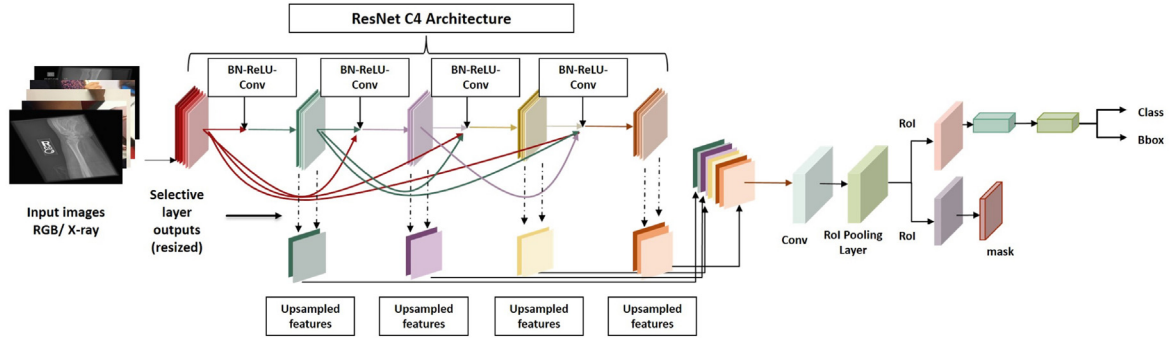 ResNet C4 Architecture
BN-ReLU-
Conv
BN-ReLU-
Conv
BN-ReLU-
Conv
BN-ReLU-
Conv
Input images
RGB/ X-ray
Selective
layer
outputs
(resized)
Upsampled
features
Upsampled
features
Upsampled
features
Upsampled
features
Conv
RoI Pooling
Layer
RoI
RoI
Class
Bbox
mask